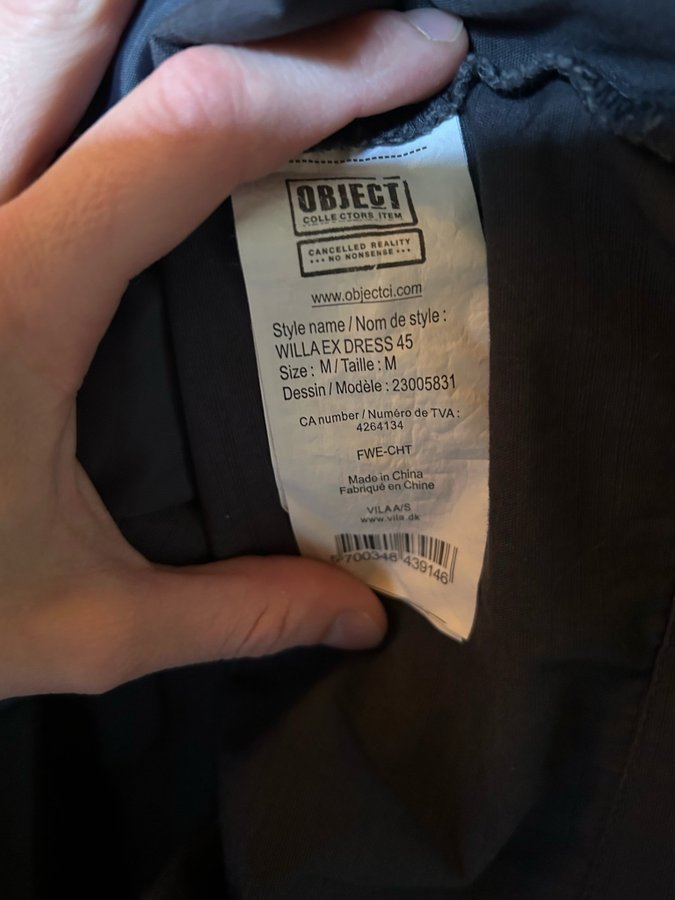 OBJECT
COLLECTORS ITEM
CANCELLED REALITY
••• NO NONSENSE •••
www.objectci.com
Style name / Nom de style :
WILLA EX DRESS 45
Size : M / Taille : M
Dessin / Modèle : 23005831
CA number / Numéro de TVA :
4264134
FWE-CHT
Made in China
Fabriqué en Chine
VILA A/S
www.vila.dk
5 700348 439146